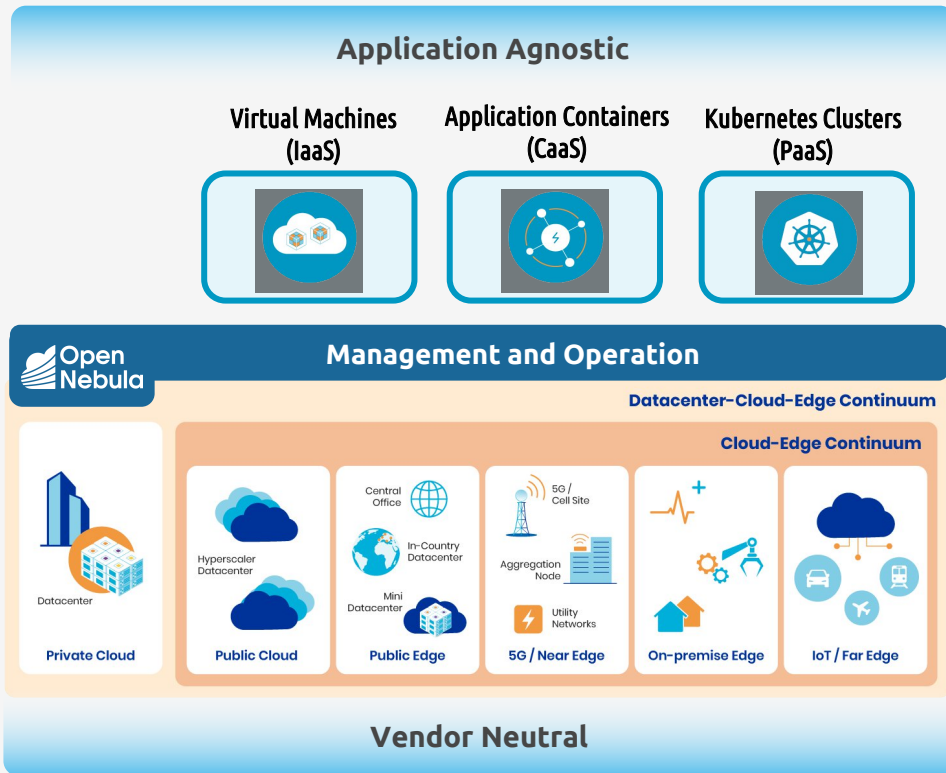 Application Agnostic
Virtual Machines
(IaaS)
Application Containers
(CaaS)
Kubernetes Clusters
(PaaS)
Open
Nebula
Management and Operation
Datacenter-Cloud-Edge Continuum
Cloud-Edge Continuum
Datacenter
Private Cloud
Hyperscaler
Datacenter
Public Cloud
Central
Office
In-Country
Datacenter
Mini
Datacenter
Public Edge
5G /
Cell Site
Aggregation
Node
Utility
Networks
5G / Near Edge
On-premise Edge
IoT / Far Edge
Vendor Neutral